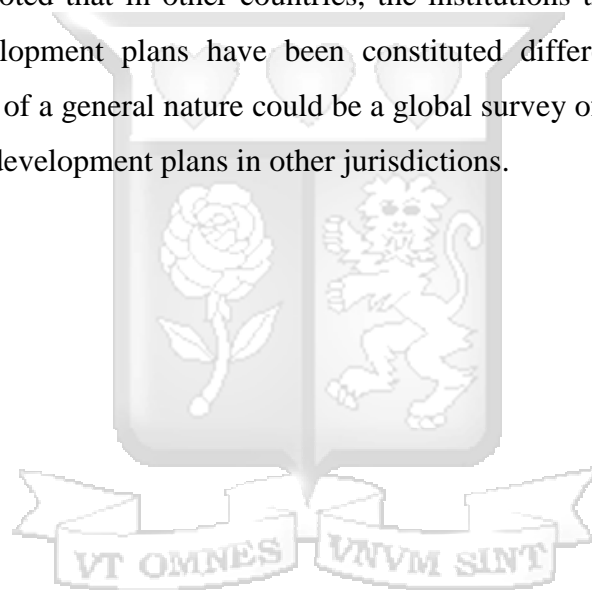 oted that in other countries, the institutions
elopment plans have been constituted differ
of a general nature could be a global survey o
development plans in other jurisdictions.
VT OMNES VNVM SINT